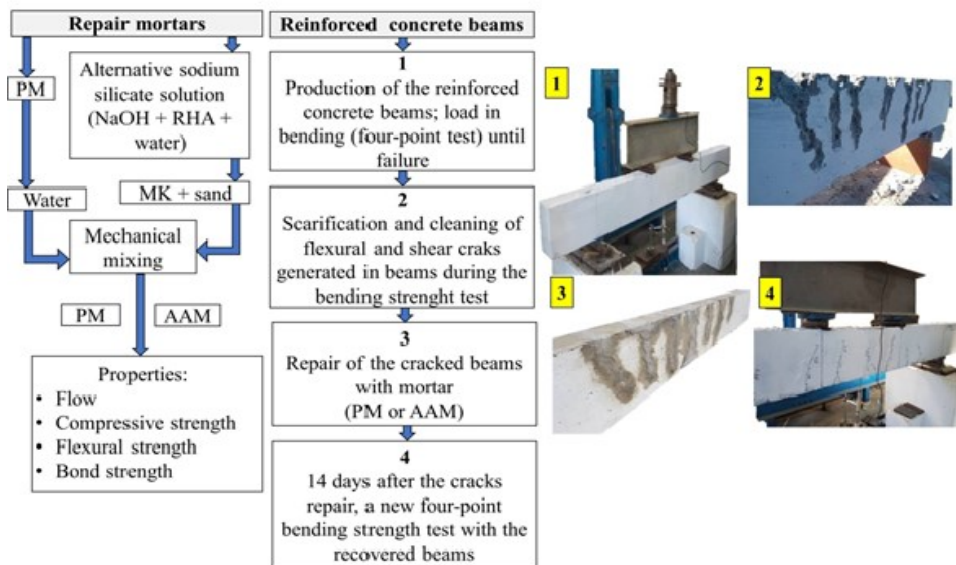 Repair mortars
PM
Alternative sodium
silicate solution
(NaOH + RHA +
water)
Water
MK + sand
Mechanical
mixing
PM
AAM
Properties:
• Flow
• Compressive strength
• Flexural strength
• Bond strength
Reinforced concrete beams
1
Production of the reinforced
concrete beams; load in
bending (four-point test) until
failure
2
Scarification and cleaning of
flexural and shear craks
generated in beams during the
bending strenght test
3
Repair of the cracked beams
with mortar
(PM or AAM)
4
14 days after the cracks
repair, a new four-point
bending strength test with the
recovered beams
1
2
3
4